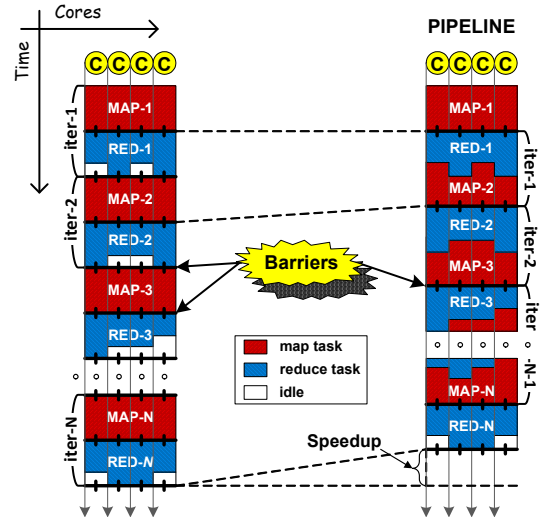 Cores
Time
PIPELINE
C C C C
C C C C
MAP-1
MAP-1
iter-1
RED-1
RED-1
iter-1
MAP-2
MAP-2
iter-2
RED-2
RED-2
iter-2
Barriers
MAP-3
MAP-3
RED-3
RED-3
iter
map task
reduce task
idle
-N-1
MAP-N
MAP-N
iter-N
RED-N
RED-N
Speedup